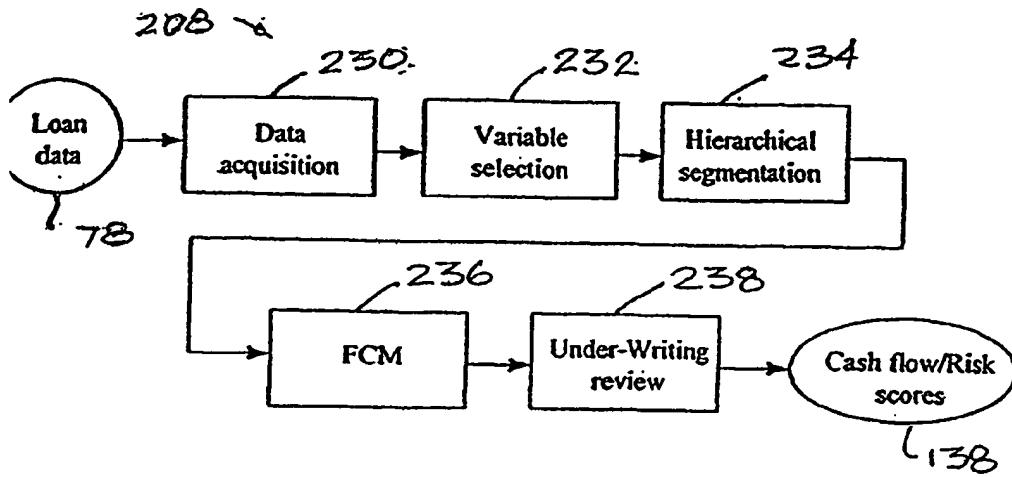 208
230
232
234
Loan
data
Data
acquisition
Variable
selection
Hierarchical
segmentation
78
236
238
FCM
Under-Writing
review
Cash flow/Risk
scores
138